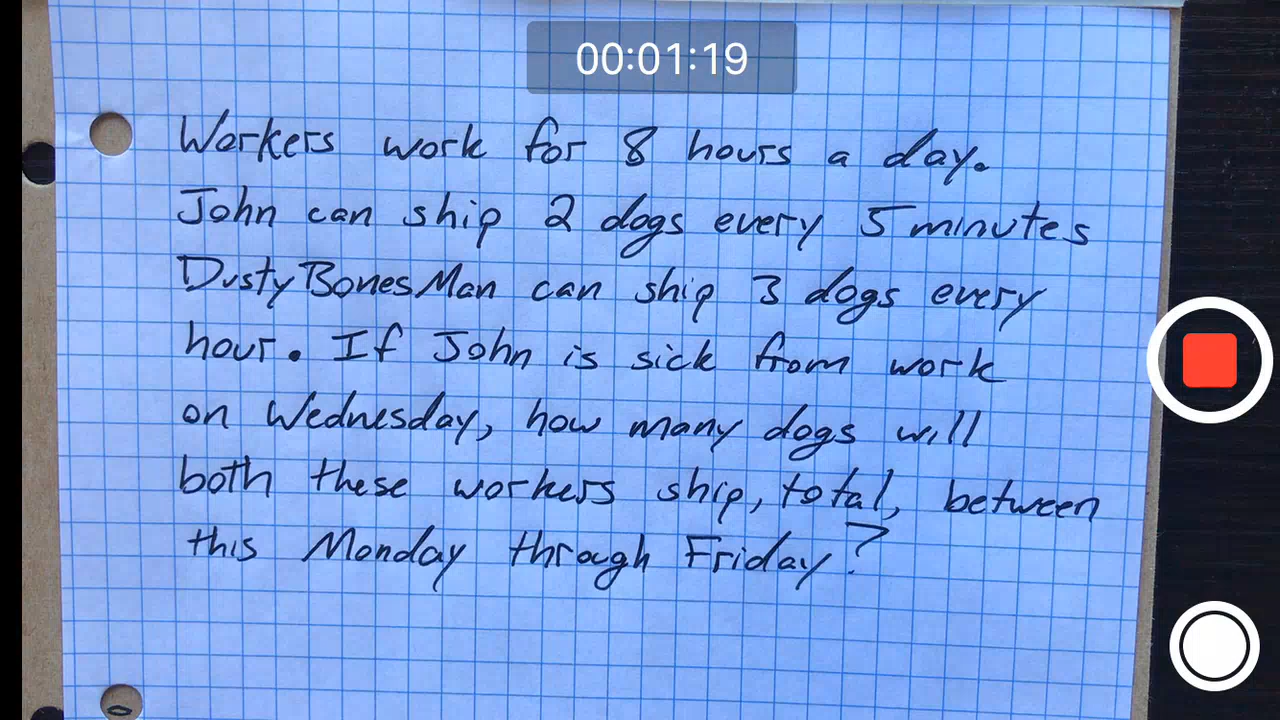 00:01:19
Workers work for 8 hours a day.
John can ship 2 dogs every 5 minutes
DustyBonesMan can ship 3 dogs every
hour. If John is sick from work
on Wednesday, how many dogs will
both these workers ship, total, between
this Monday through Friday?